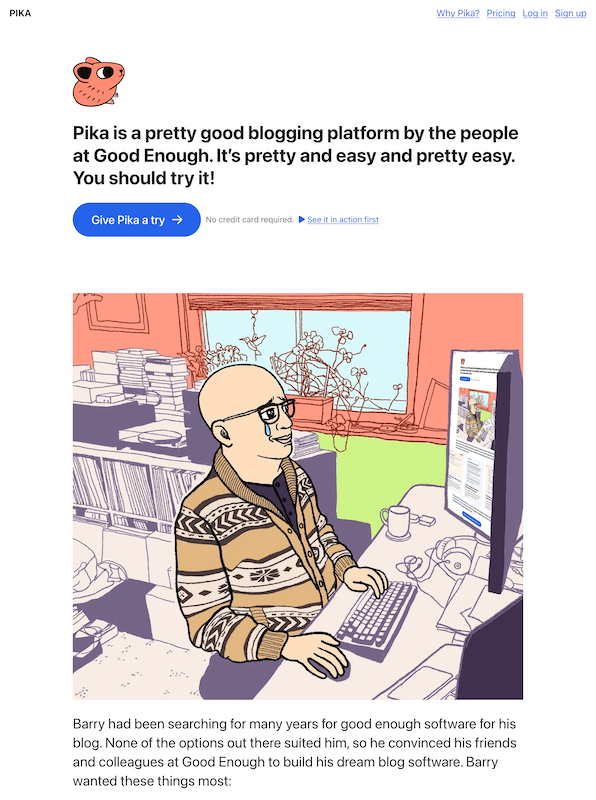 PIKA
Why Pika? Pricing Log in Sign up
Pika is a pretty good blogging platform by the people
at Good Enough. It’s pretty and easy and pretty easy.
You should try it!
Give Pika a try →
No credit card required. ▶ See it in action first
Barry had been searching for many years for good enough software for his
blog. None of the options out there suited him, so he convinced his friends
and colleagues at Good Enough to build his dream blog software. Barry
wanted these things most: